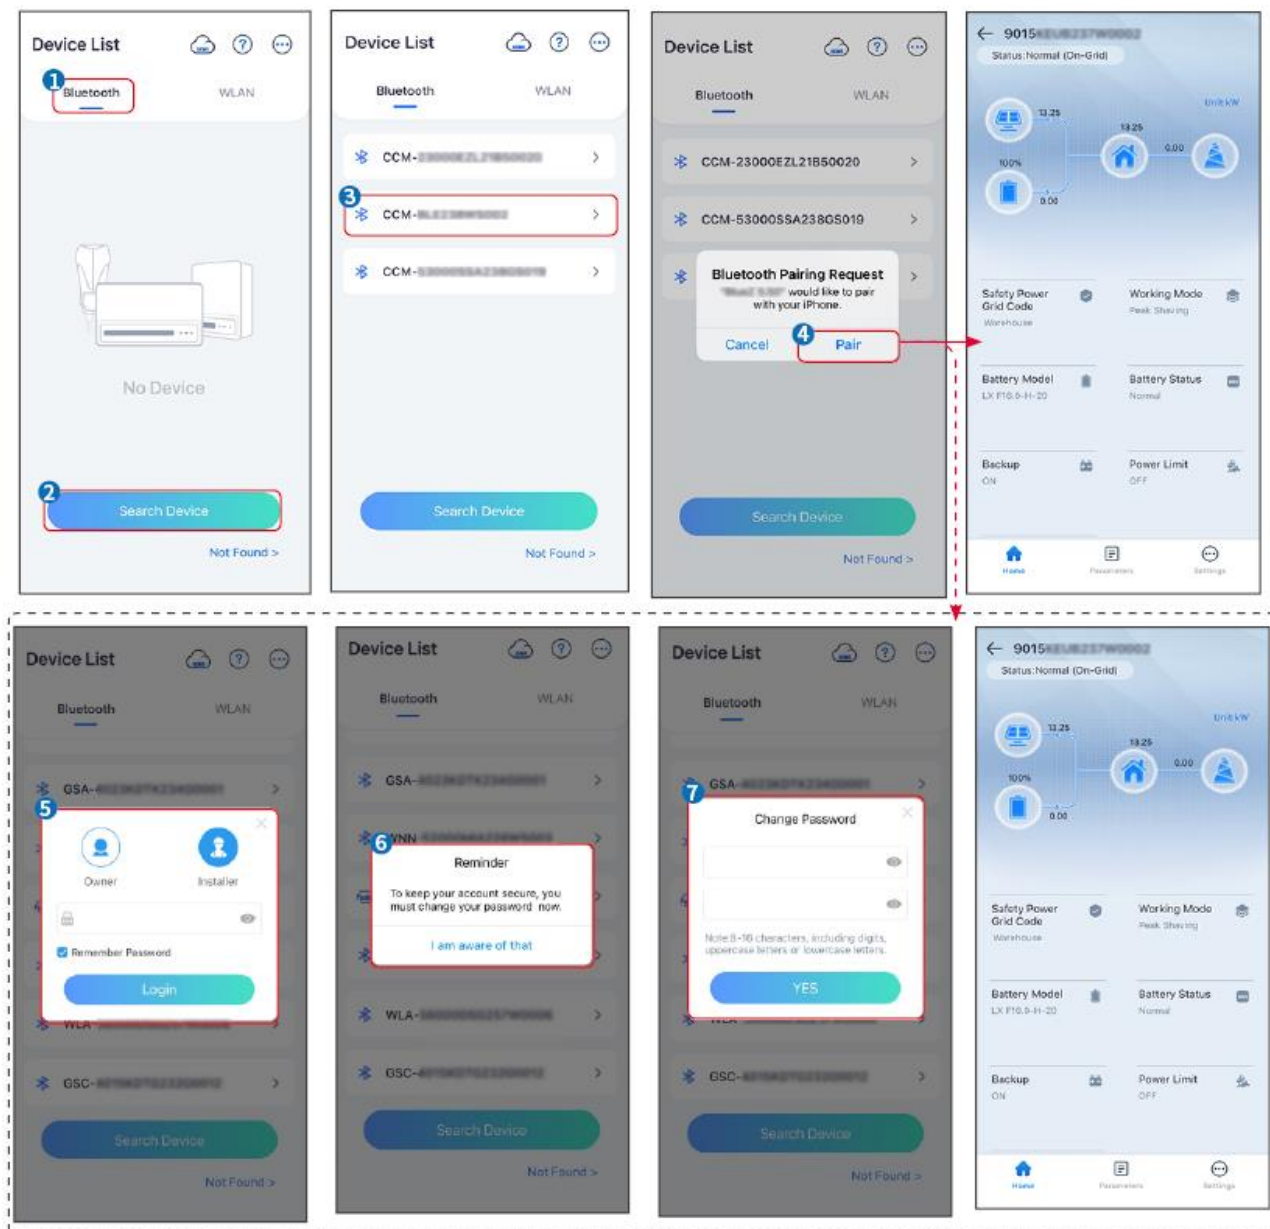 Device List
1
Bluetooth
WLAN
No Device
2
Search Device
Not Found >
Device List
Bluetooth
WLAN
CCM-
3
CCM-
CCM-
Search Device
Not Found >
Device List
Bluetooth
WLAN
CCM-23000EZL21B50020
CCM-53000SSA238GS019
Bluetooth Pairing Request
would like to pair
with your iPhone.
Cancel
4
Pair
Search Device
Not Found >
9015
Status:Normal (On-Grid)
Unit:kW
13.25
13.25
0.00
100%
0.00
Safety Power
Grid Code
Warehouse
Working Mode
Peak Shaving
Battery Model
Battery Status
Normal
Backup
ON
Power Limit
OFF
Home
Parameters
Settings
Device List
Bluetooth
WLAN
GSA-
5
Owner
Installer
Remember Password
Login
WLA-
GSC-
Search Device
Not Found >
Device List
Bluetooth
WLAN
GSA-
WNN
6
Reminder
To keep your account secure, you
must change your password now.
I am aware of that
WLA-
GSC-
Search Device
Not Found >
Device List
Bluetooth
WLAN
GSA-
7
Change Password
Note:8-16 characters, including digits,
uppercase letters or lowercase letters.
YES
GSC-
Search Device
Not Found >
9015
Status:Normal (On-Grid)
Unit:kW
13.25
13.25
0.00
100%
0.00
Safety Power
Grid Code
Warehouse
Working Mode
Peak Shaving
Battery Model
Battery Status
Normal
Backup
ON
Power Limit
OFF
Home
Parameters
Settings